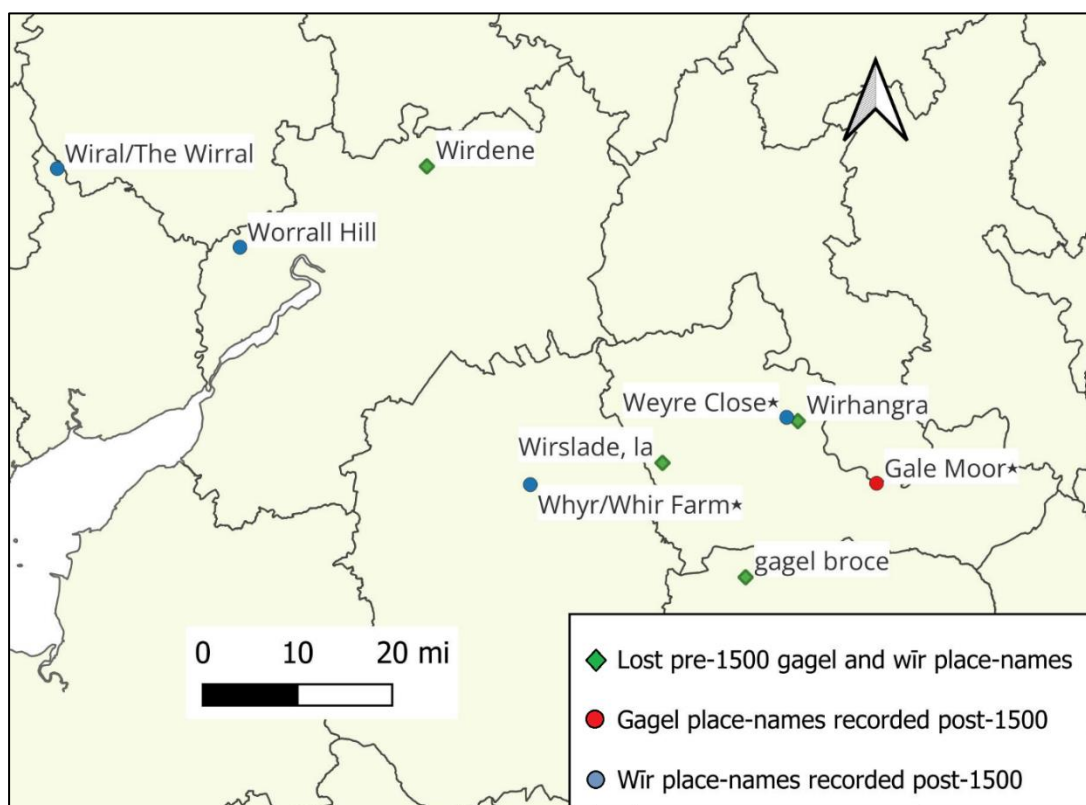 Wiral/The Wirral
Wirdene
Worrall Hill
Weyre Close★
Wirhangra
Wirslade, la
Gale Moor★
Whyr/Whir Farm★
gagel broce
0 10 20 mi
Lost pre-1500 gagel and wīr place-names
Gagel place-names recorded post-1500
Wīr place-names recorded post-1500